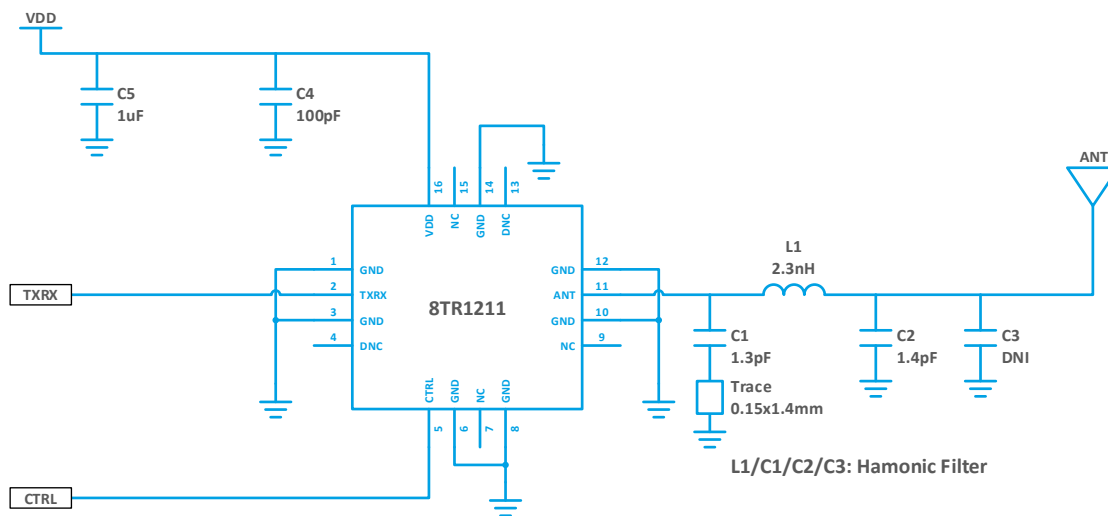 VDD
C5
1uF
C4
100pF
ANT
16
15
14
13
VDD
NC
GND
DNC
L1
2.3nH
1
GND
GND
12
TXRX
2
TXRX
ANT
11
8TR1211
3
GND
GND
10
4
DNC
NC
9
C1
1.3pF
C2
1.4pF
C3
DNI
CTRL
GND
NC
GND
5
6
7
8
Trace
0.15x1.4mm
L1/C1/C2/C3: Hamonic Filter
CTRL